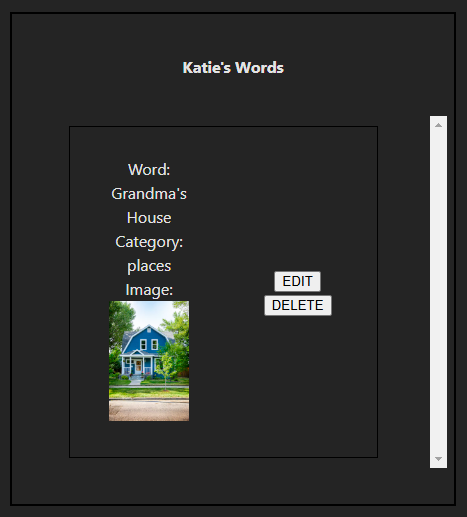 Katie's Words
Word:
Grandma's
House
Category:
places
Image:
EDIT
DELETE